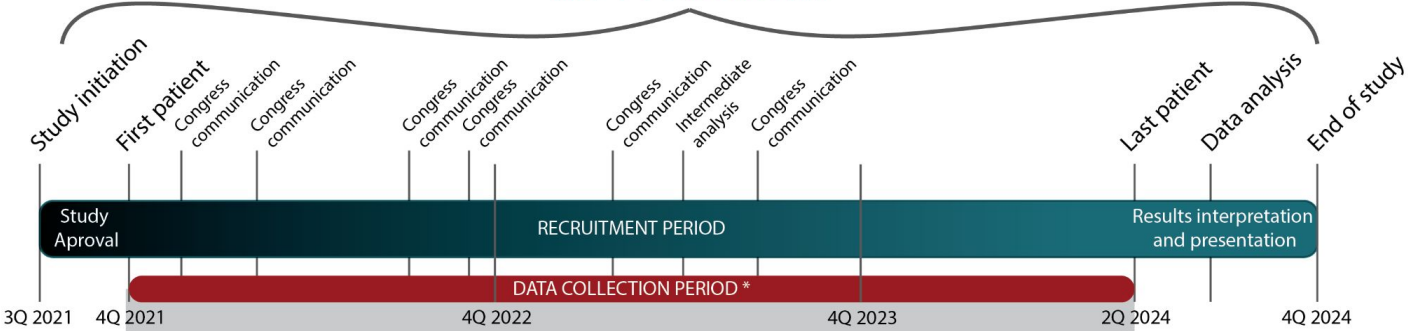 Study initiation
First patient
Congress
communication
Congress
communication
Congress
communication
Congress
communication
Congress
communication
Intermediate
analysis
Congress
communication
Last patient
Data analysis
End of study
Study
Aproval
RECRUITMENT PERIOD
Results interpretation
and presentation
DATA COLLECTION PERIOD *
3Q 2021
4Q 2021
4Q 2022
4Q 2023
2Q 2024
4Q 2024